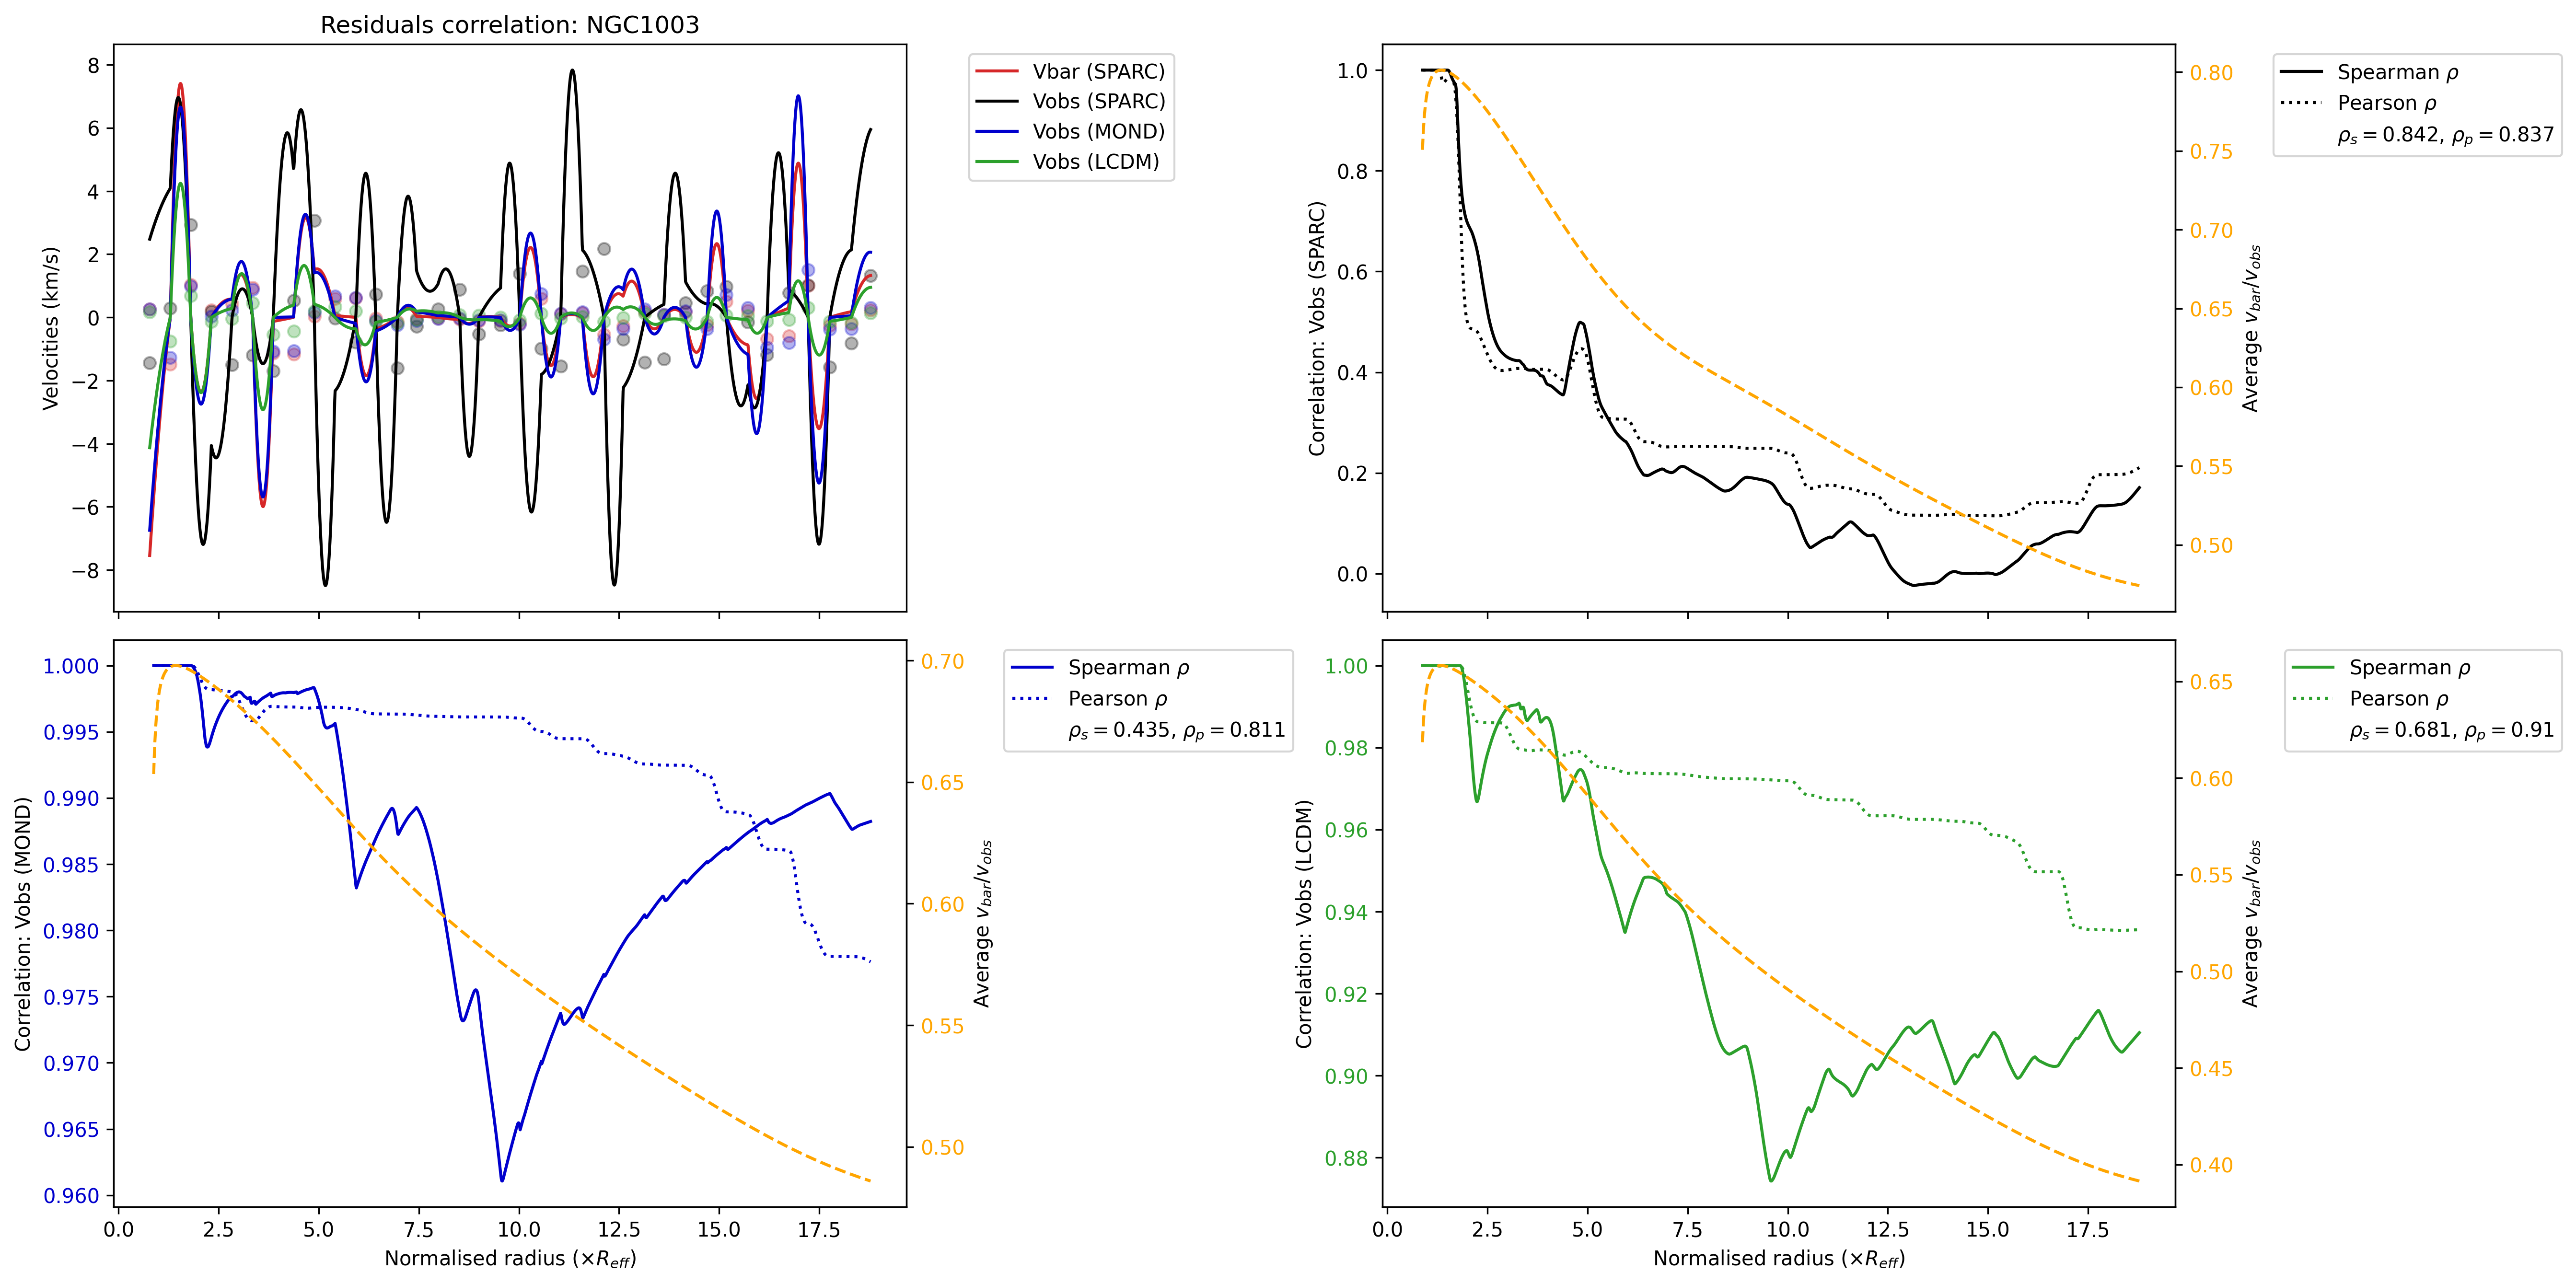 Residuals correlation: NGC1003
Velocities (km/s)
8
6
4
2
0
−2
−4
−6
−8
Vbar (SPARC)
Vobs (SPARC)
Vobs (MOND)
Vobs (LCDM)
Correlation: Vobs (SPARC)
1.0
0.8
0.6
0.4
0.2
0.0
0.80
0.75
0.70
0.65
0.60
0.55
0.50
Average v_bar/v_obs
Spearman ρ
Pearson ρ
ρ_s = 0.842, ρ_p = 0.837
Correlation: Vobs (MOND)
1.000
0.995
0.990
0.985
0.980
0.975
0.970
0.965
0.960
0.0 2.5 5.0 7.5 10.0 12.5 15.0 17.5
Normalised radius (×R_eff)
0.70
0.65
0.60
0.55
0.50
Average v_bar/v_obs
Spearman ρ
Pearson ρ
ρ_s = 0.435, ρ_p = 0.811
Correlation: Vobs (LCDM)
1.00
0.98
0.96
0.94
0.92
0.90
0.88
0.0 2.5 5.0 7.5 10.0 12.5 15.0 17.5
Normalised radius (×R_eff)
0.65
0.60
0.55
0.50
0.45
0.40
Average v_bar/v_obs
Spearman ρ
Pearson ρ
ρ_s = 0.681, ρ_p = 0.91